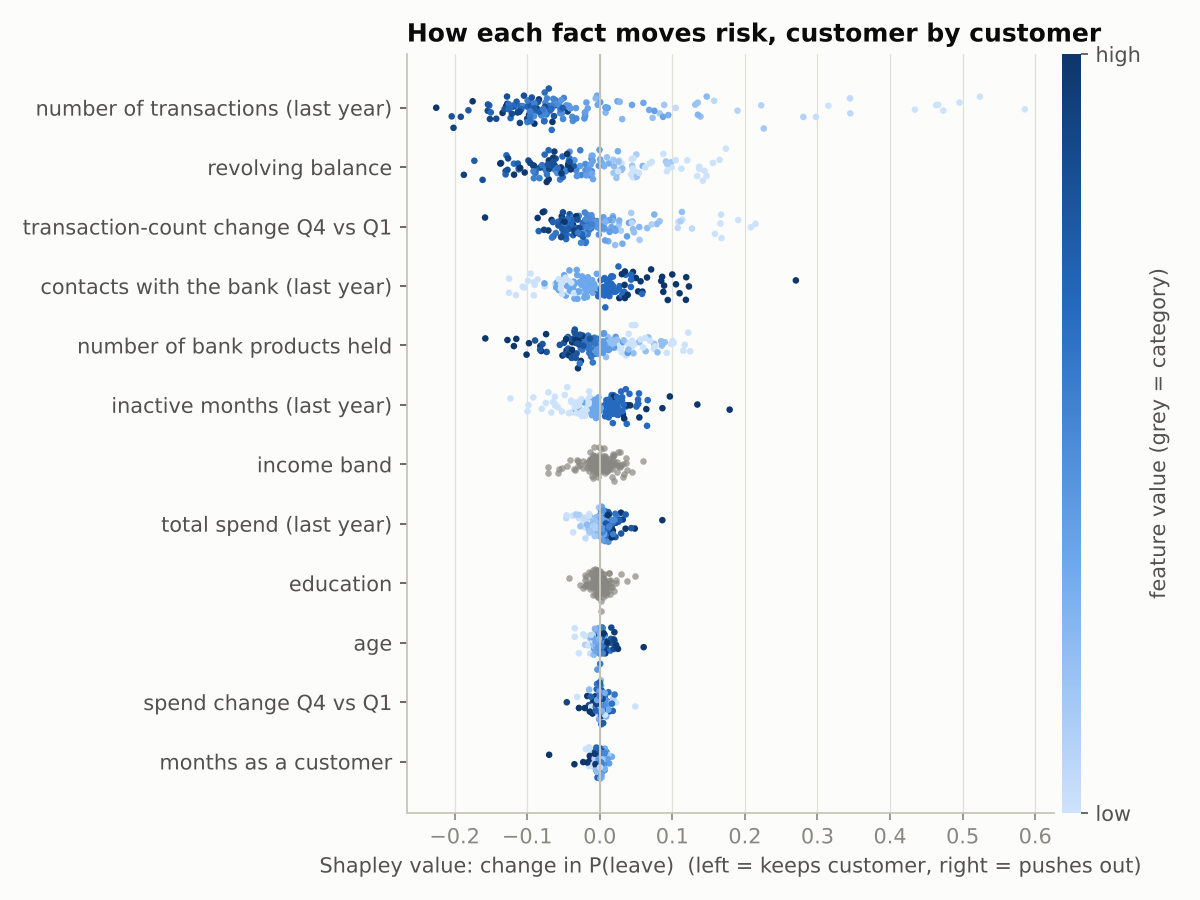 How each fact moves risk, customer by customer
high
number of transactions (last year)
revolving balance
transaction-count change Q4 vs Q1
contacts with the bank (last year)
number of bank products held
inactive months (last year)
income band
total spend (last year)
education
age
spend change Q4 vs Q1
months as a customer
feature value (grey = category)
low
−0.2 −0.1 0.0 0.1 0.2 0.3 0.4 0.5 0.6
Shapley value: change in P(leave)  (left = keeps customer, right = pushes out)